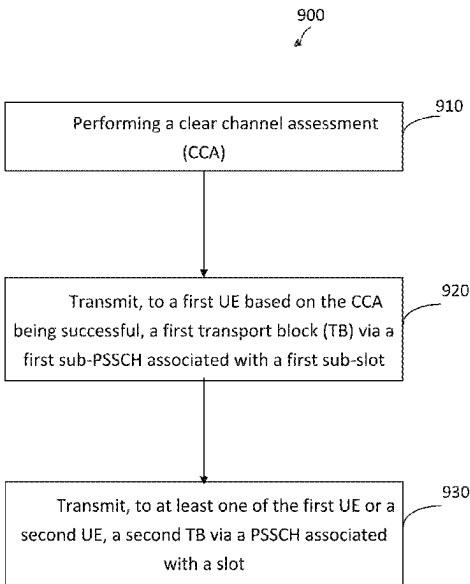 900
910
Performing a clear channel assessment
(CCA)
920
Transmit, to a first UE based on the CCA
being successful, a first transport block (TB) via a
first sub-PSSCH associated with a first sub-slot
930
Transmit, to at least one of the first UE or a
second UE, a second TB via a PSSCH associated
with a slot